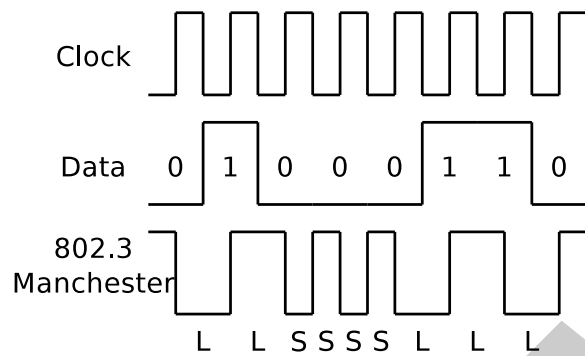 Clock
Data 0 1 0 0 0 1 1 0
802.3
Manchester
L L S S S S L L L